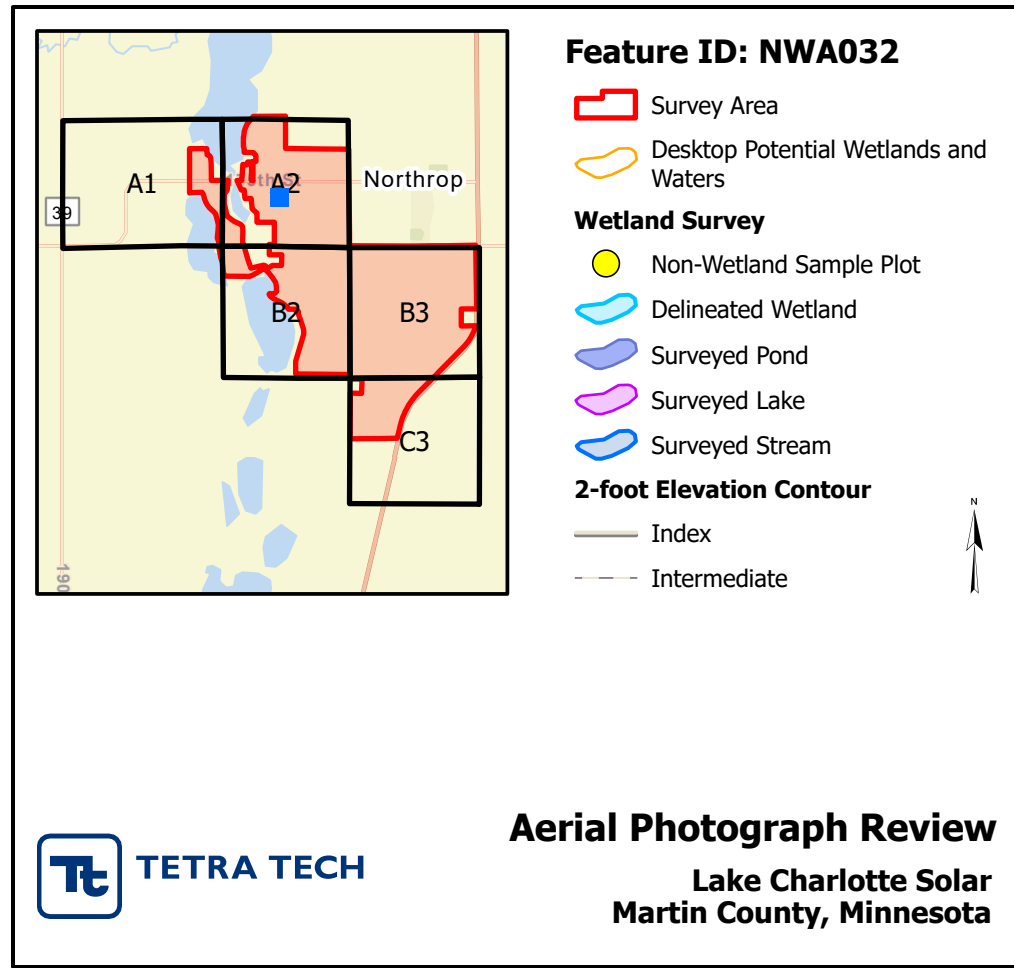 Feature ID: NWA032
Survey Area
Desktop Potential Wetlands and
Waters
Wetland Survey
Non-Wetland Sample Plot
Delineated Wetland
Surveyed Pond
Surveyed Lake
Surveyed Stream
2-foot Elevation Contour
Index
Intermediate
N
A1
A2
Northrop
39
B2
B3
C3
190
Tt
TETRA TECH
Aerial Photograph Review
Lake Charlotte Solar
Martin County, Minnesota